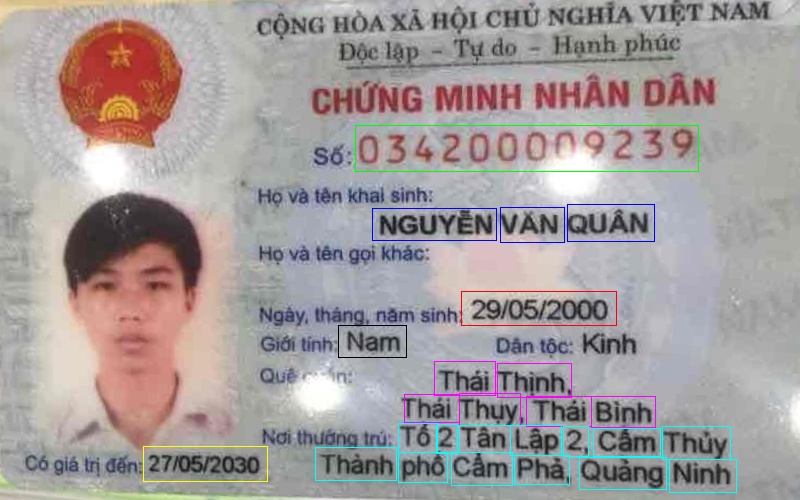 CỘNG HÒA XÃ HỘI CHỦ NGHĨA VIỆT NAM
Độc lập - Tự do - Hạnh phúc
CHỨNG MINH NHÂN DÂN
Số: 034200009239
Họ và tên khai sinh:
NGUYỄN VĂN QUÂN
Họ và tên gọi khác:
Ngày, tháng, năm sinh: 29/05/2000
Giới tính: Nam Dân tộc: Kinh
Quê quán: Thái Thịnh,
Thái Thụy, Thái Bình
Nơi thường trú: Tổ 2 Tân Lập 2, Cẩm Thủy
Thành phố Cẩm Phả, Quảng Ninh
Có giá trị đến: 27/05/2030